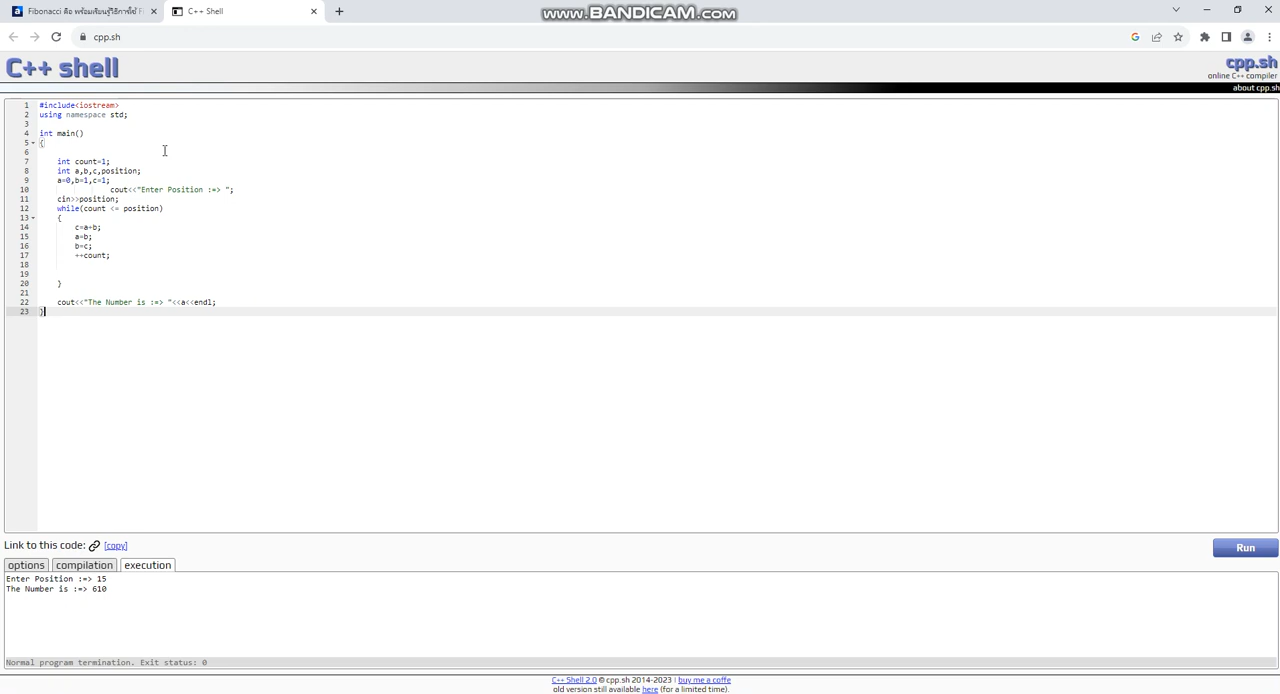 Fibonacci คือ พร้อมเรียนรู้วิธีการใช้ Fi
C++ Shell
www.BANDICAM.com
cpp.sh
C++ shell
cpp.sh
online C++ compiler
about cpp.sh
1 #include<iostream>
2 using namespace std;
3
4 int main()
5 {
6
7 int count=1;
8 int a,b,c,position;
9 a=0,b=1,c=1;
10 cout<<"Enter Position :=> ";
11 cin>>position;
12 while(count <= position)
13 {
14 c=a+b;
15 a=b;
16 b=c;
17 ++count;
18
19
20 }
21
22 cout<<"The Number is :=> "<<a<<endl;
23 }
Link to this code: [copy]
Run
options compilation execution
Enter Position :=> 15
The Number is :=> 610
Normal program termination. Exit status: 0
C++ Shell 2.0 © cpp.sh 2014-2023 | buy me a coffe
old version still available here (for a limited time).